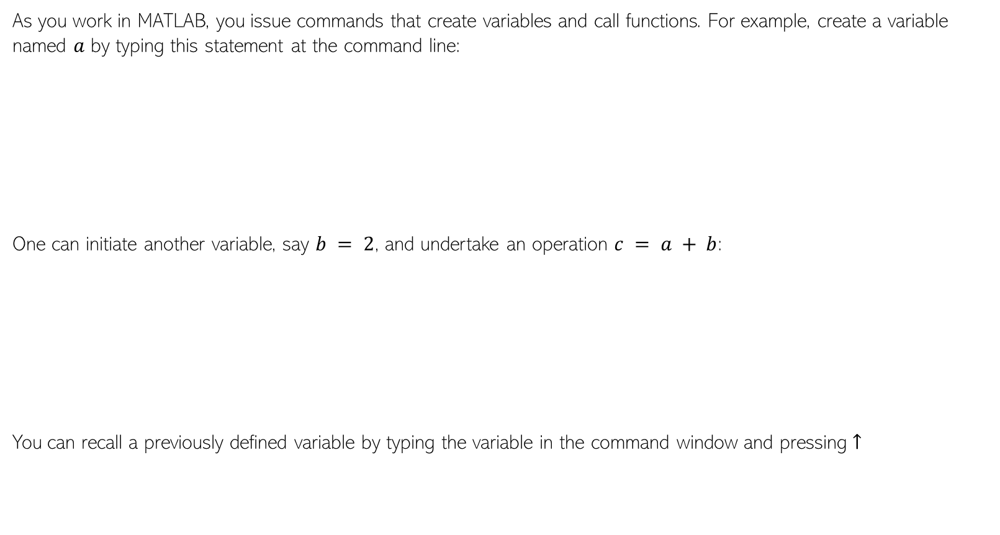 As you work in MATLAB, you issue commands that create variables and call functions. For example, create a variable
named a by typing this statement at the command line:
One can initiate another variable, say b = 2, and undertake an operation c = a + b:
You can recall a previously defined variable by typing the variable in the command window and pressing ↑